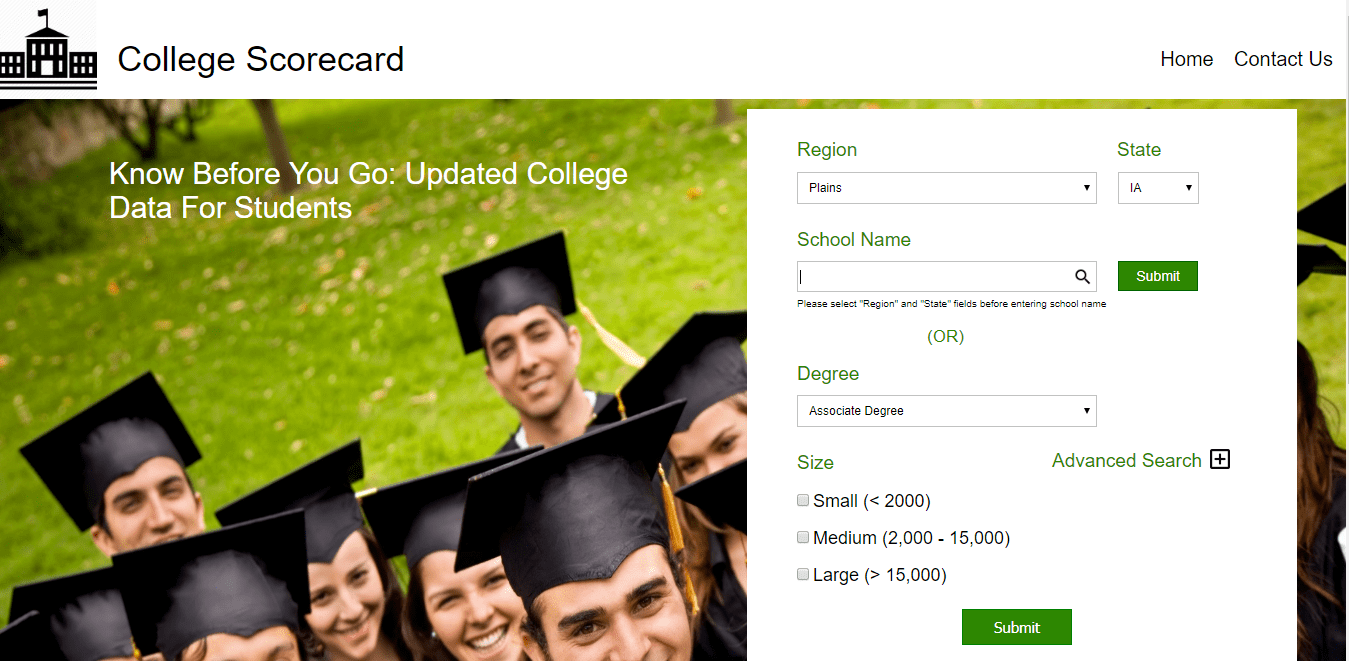 College Scorecard
Home Contact Us
Know Before You Go: Updated College
Data For Students
Region State
Plains IA
School Name
Submit
Please select "Region" and "State" fields before entering school name
(OR)
Degree
Associate Degree
Size Advanced Search
Small (< 2000)
Medium (2,000 - 15,000)
Large (> 15,000)
Submit